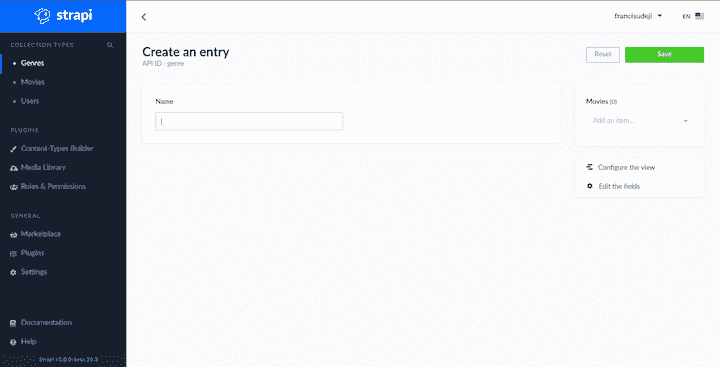 strapi
francisudeji
EN
COLLECTION TYPES
Genres
Movies
Users
PLUGINS
Content-Types Builder
Media Library
Roles & Permissions
GENERAL
Marketplace
Plugins
Settings
Documentation
Help
Strapi v3.0.0-beta.20.3
Create an entry
API ID : genre
Reset
Save
Name
Movies (0)
Add an item...
Configure the view
Edit the fields